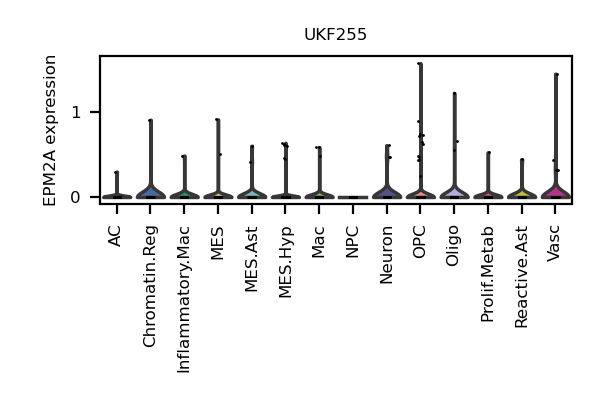 UKF255
EPM2A expression
1
0
AC
Chromatin.Reg
Inflammatory.Mac
MES
MES.Ast
MES.Hyp
Mac
NPC
Neuron
OPC
Oligo
Prolif.Metab
Reactive.Ast
Vasc